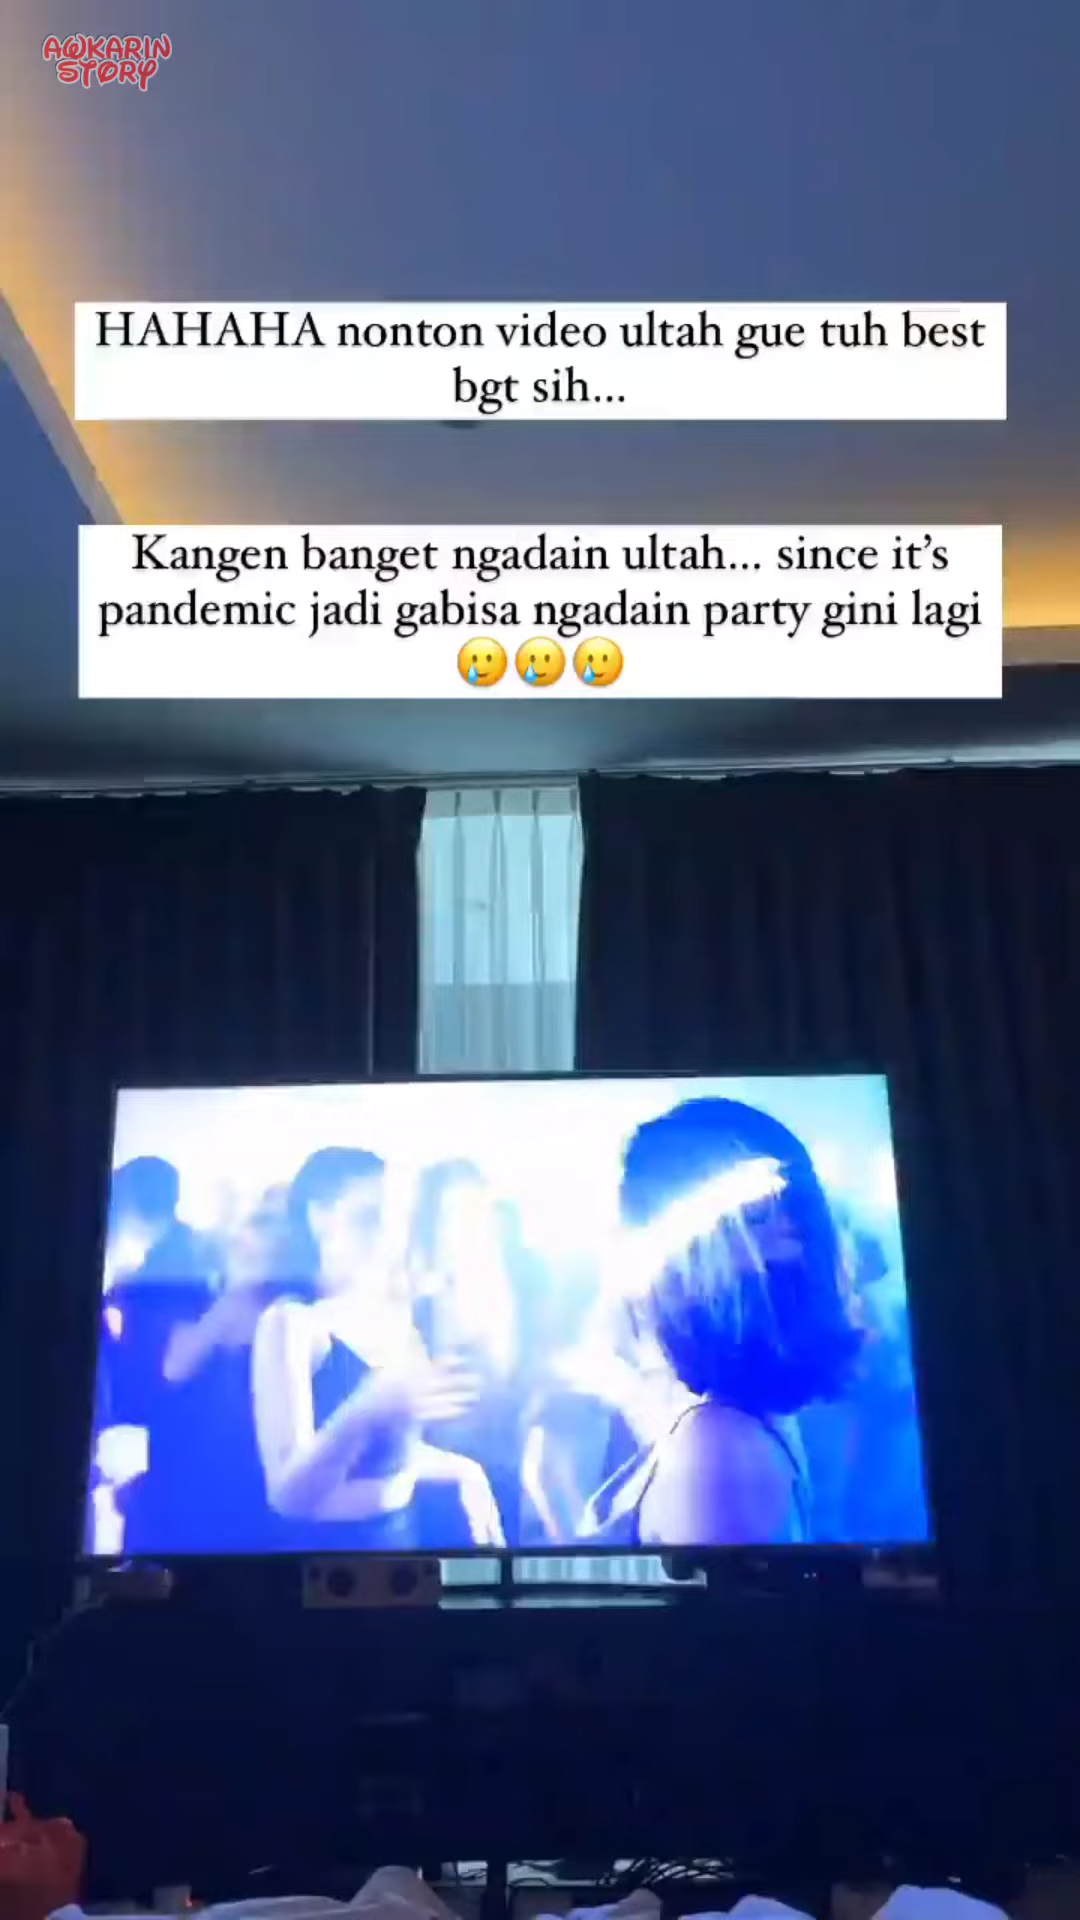 AWKARIN
STORY
HAHAHA nonton video ultah gue tuh best
bgt sih...
Kangen banget ngadain ultah... since it's
pandemic jadi gabisa ngadain party gini lagi
🥲🥲🥲